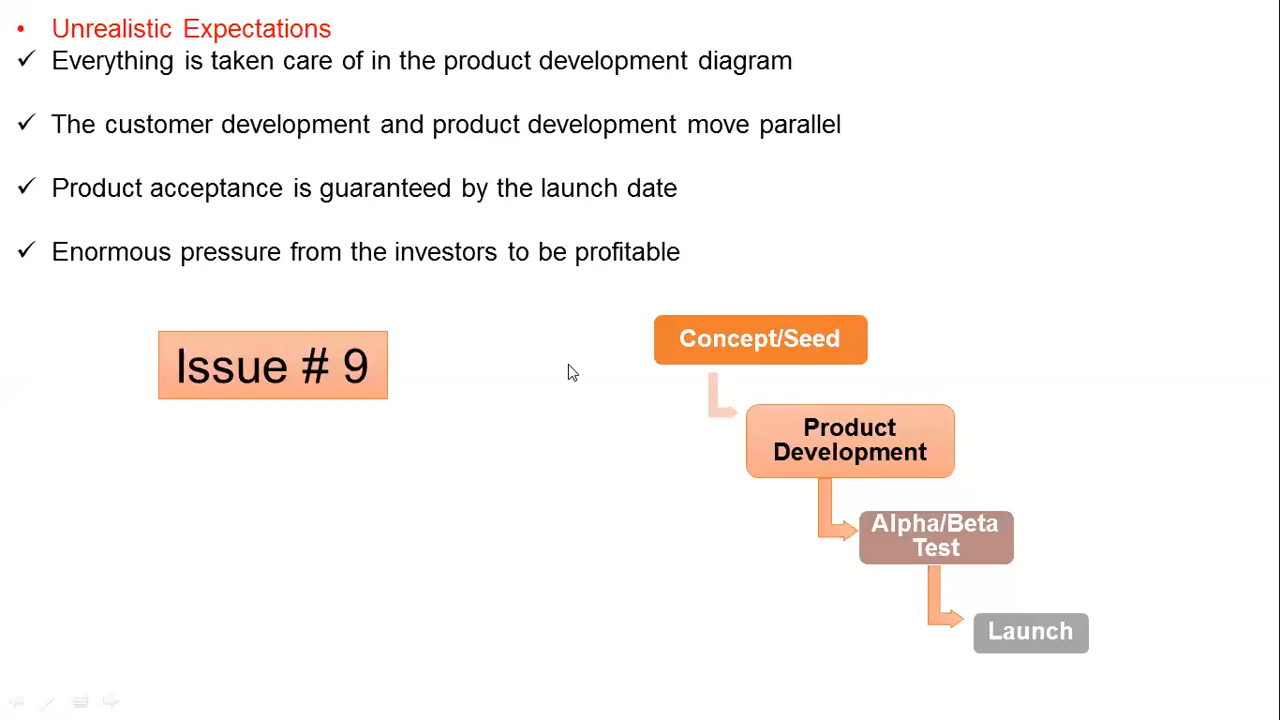 • Unrealistic Expectations
✓ Everything is taken care of in the product development diagram
✓ The customer development and product development move parallel
✓ Product acceptance is guaranteed by the launch date
✓ Enormous pressure from the investors to be profitable
Issue # 9
Concept/Seed
Product
Development
Alpha/Beta
Test
Launch